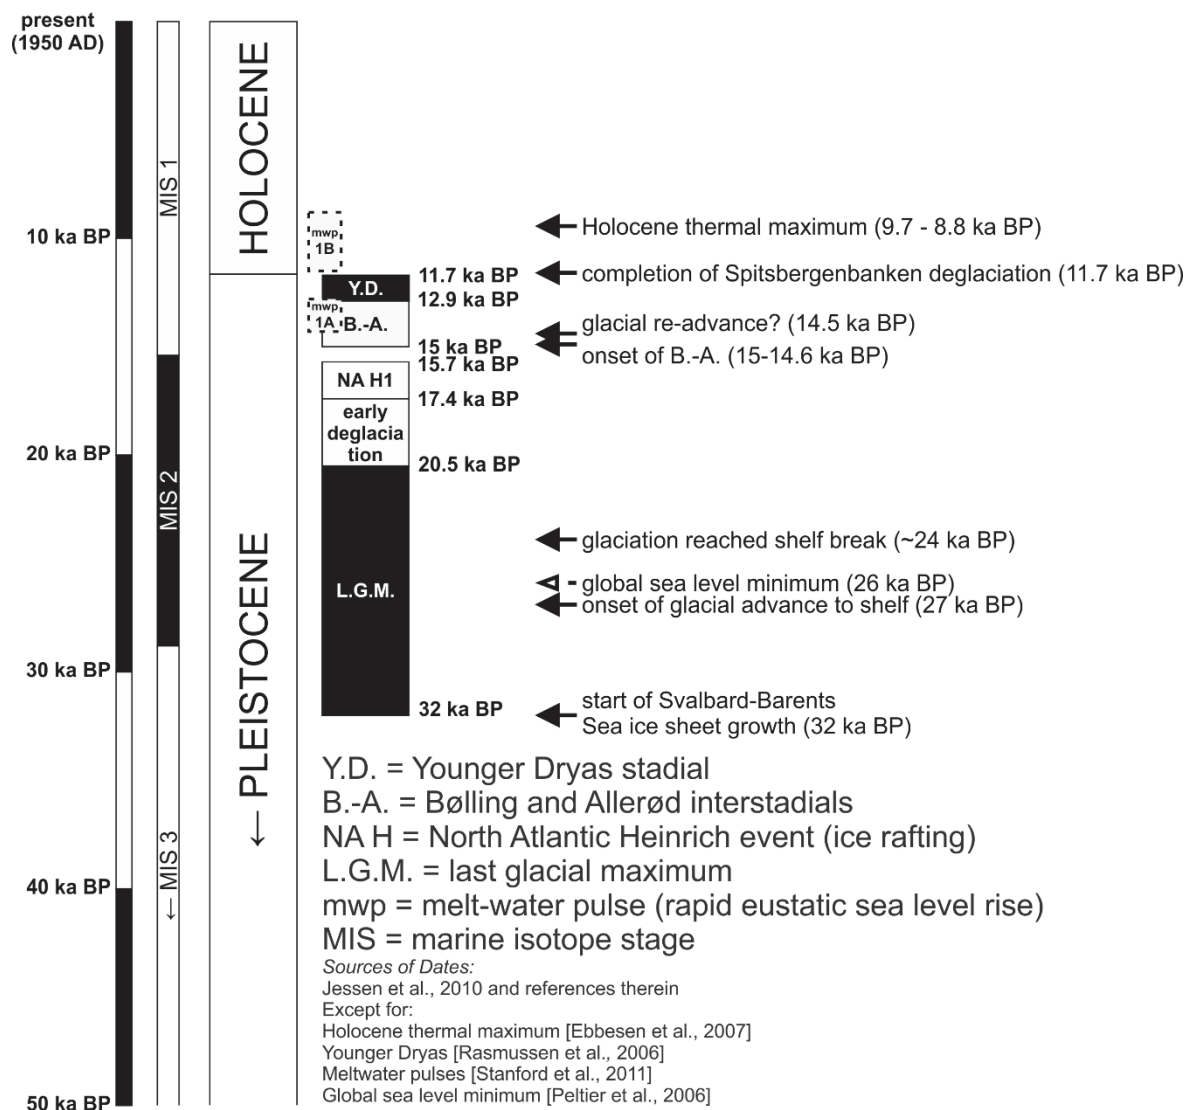 present
(1950 AD)
10 ka BP
20 ka BP
30 ka BP
40 ka BP
50 ka BP
MIS 1
MIS 2
← MIS 3
HOLOCENE
← PLEISTOCENE
mwp
1B
Y.D.
mwp
1A
B.-A.
NA H1
early
deglacia
tion
L.G.M.
11.7 ka BP
12.9 ka BP
15 ka BP
15.7 ka BP
17.4 ka BP
20.5 ka BP
32 ka BP
Holocene thermal maximum (9.7 - 8.8 ka BP)
completion of Spitsbergenbanken deglaciation (11.7 ka BP)
glacial re-advance? (14.5 ka BP)
onset of B.-A. (15-14.6 ka BP)
glaciation reached shelf break (~24 ka BP)
global sea level minimum (26 ka BP)
onset of glacial advance to shelf (27 ka BP)
start of Svalbard-Barents
Sea ice sheet growth (32 ka BP)
Y.D. = Younger Dryas stadial
B.-A. = Bølling and Allerød interstadials
NA H = North Atlantic Heinrich event (ice rafting)
L.G.M. = last glacial maximum
mwp = melt-water pulse (rapid eustatic sea level rise)
MIS = marine isotope stage
Sources of Dates:
Jessen et al., 2010 and references therein
Except for:
Holocene thermal maximum [Ebbesen et al., 2007]
Younger Dryas [Rasmussen et al., 2006]
Meltwater pulses [Stanford et al., 2011]
Global sea level minimum [Peltier et al., 2006]